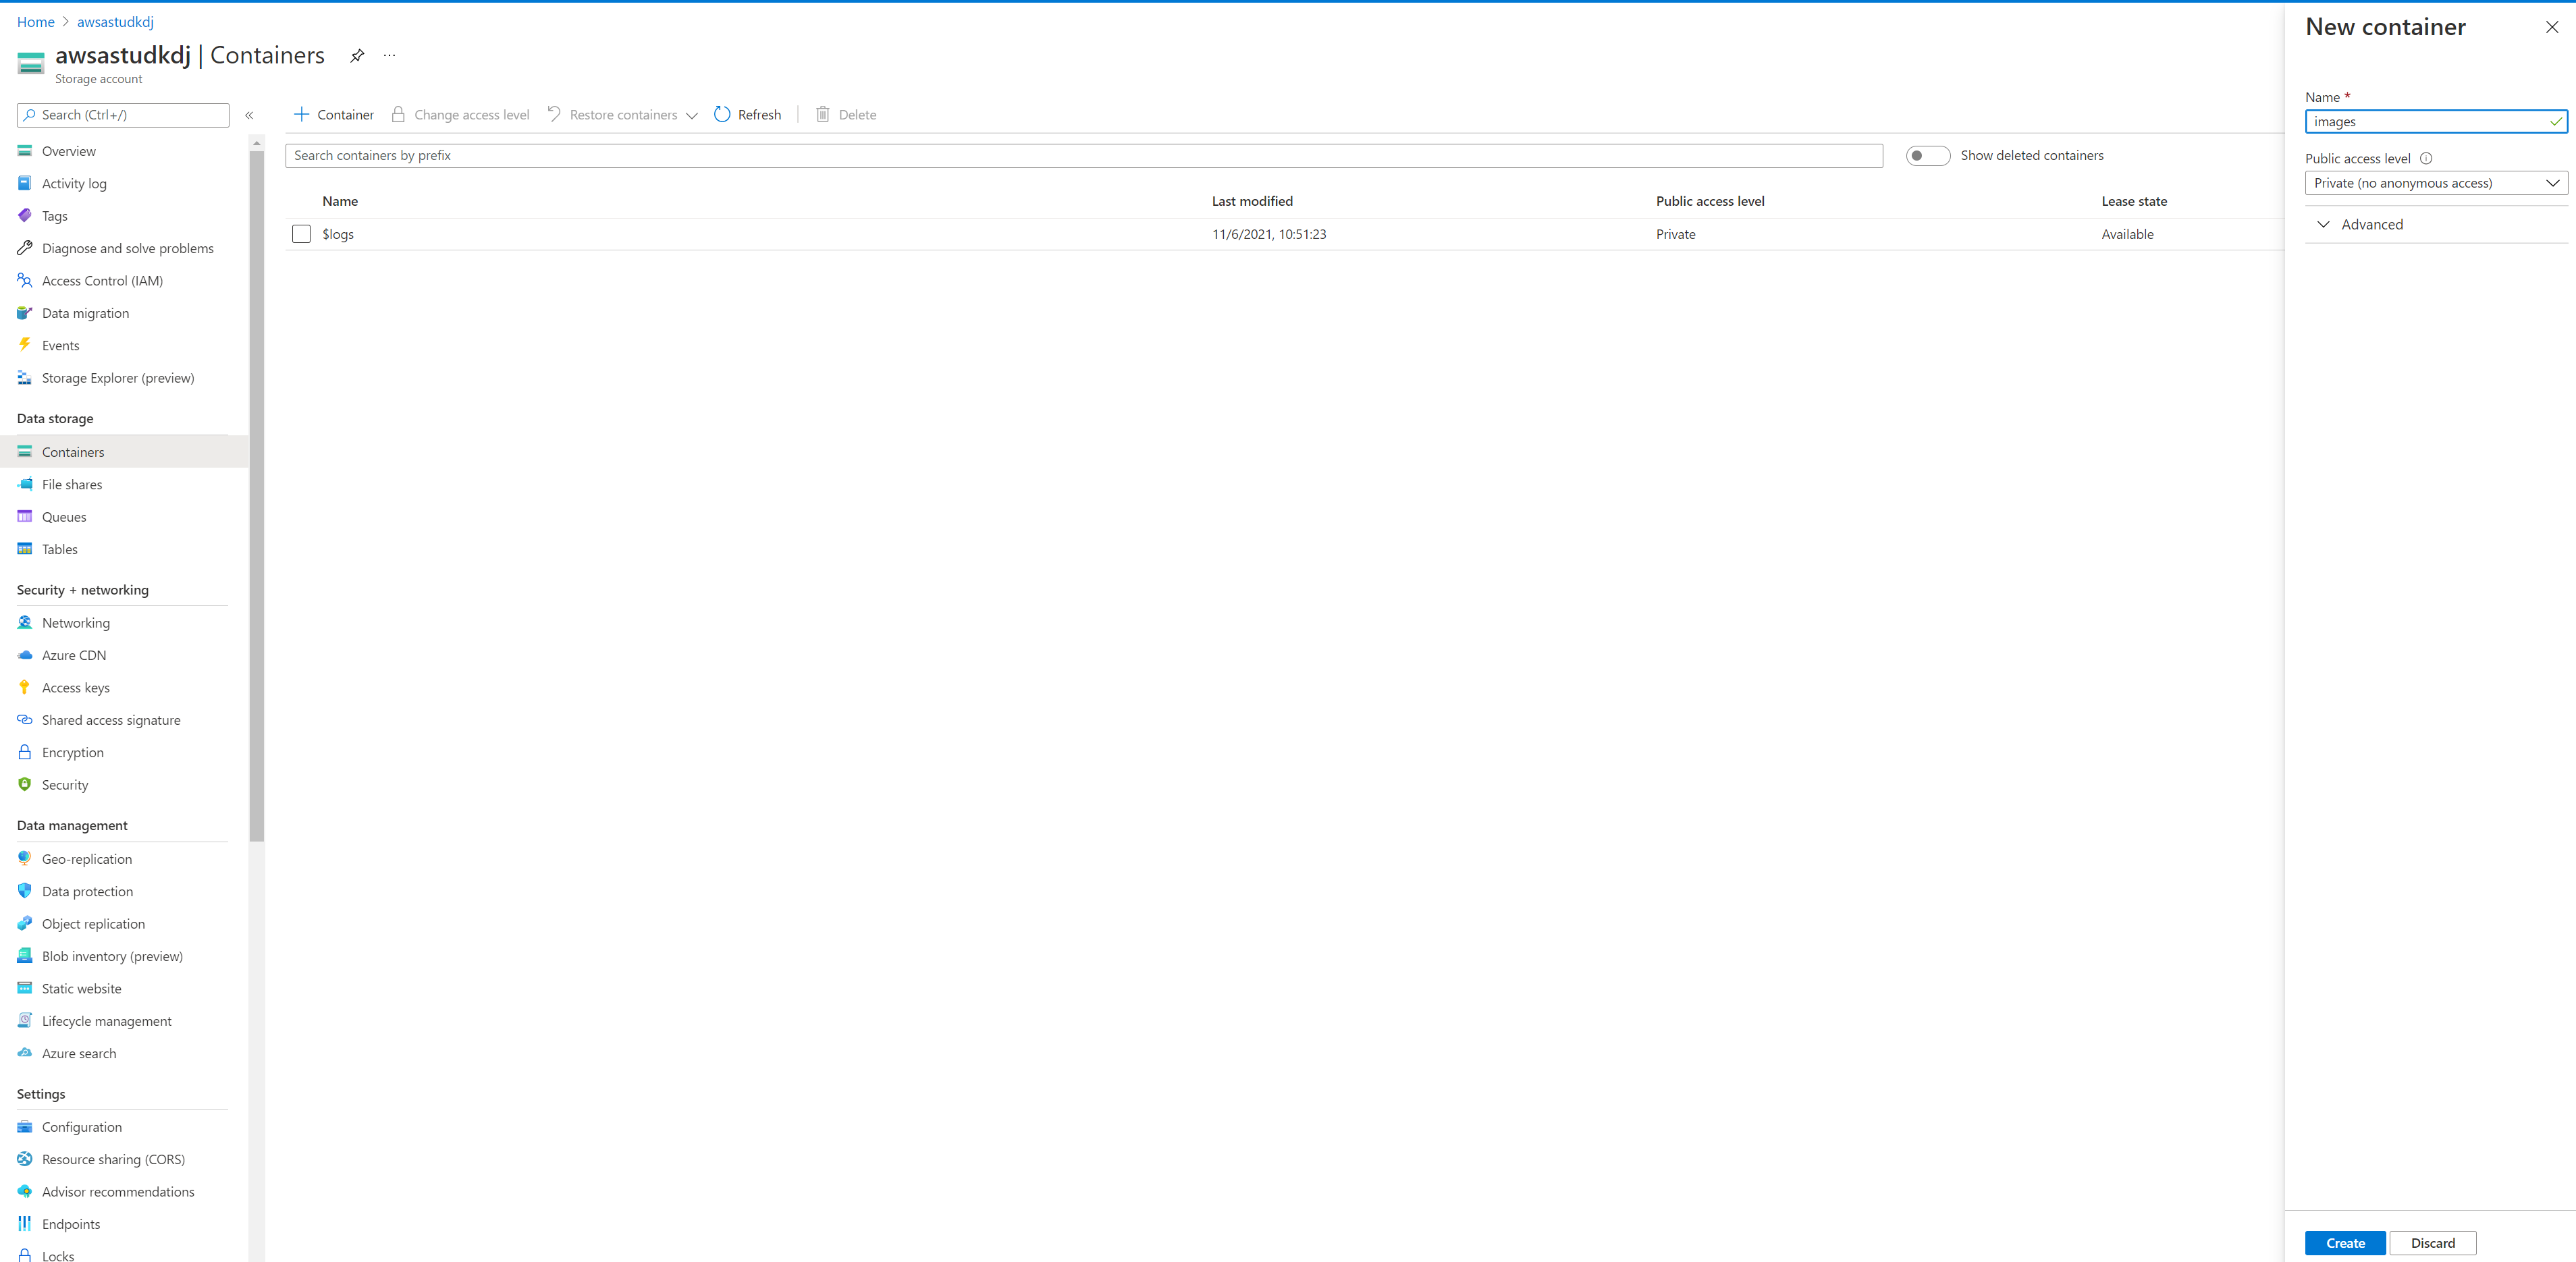 Home > awsastudkdj
awsastudkdj | Containers
Storage account
Search (Ctrl+/)
Overview
Activity log
Tags
Diagnose and solve problems
Access Control (IAM)
Data migration
Events
Storage Explorer (preview)
Data storage
Containers
File shares
Queues
Tables
Security + networking
Networking
Azure CDN
Access keys
Shared access signature
Encryption
Security
Data management
Geo-replication
Data protection
Object replication
Blob inventory (preview)
Static website
Lifecycle management
Azure search
Settings
Configuration
Resource sharing (CORS)
Advisor recommendations
Endpoints
Locks
Container Change access level Restore containers Refresh Delete
Search containers by prefix
Show deleted containers
Name Last modified Public access level Lease state
$logs 11/6/2021, 10:51:23 Private Available
New container
Name *
images
Public access level
Private (no anonymous access)
Advanced
Create Discard